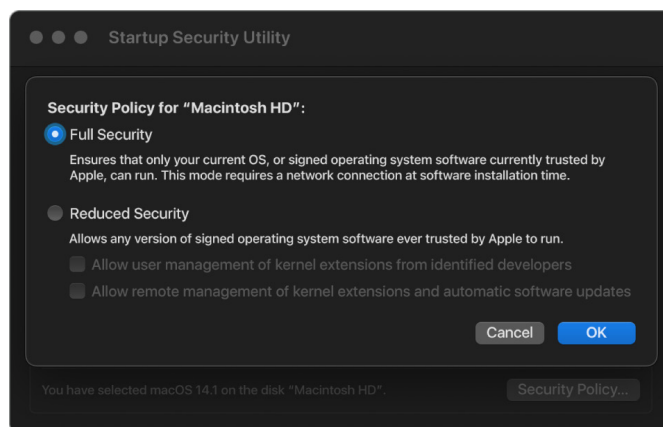 Startup Security Utility
Security Policy for “Macintosh HD”:
Full Security
Ensures that only your current OS, or signed operating system software currently trusted by
Apple, can run. This mode requires a network connection at software installation time.
Reduced Security
Allows any version of signed operating system software ever trusted by Apple to run.
Allow user management of kernel extensions from identified developers
Allow remote management of kernel extensions and automatic software updates
Cancel OK
You have selected macOS 14.1 on the disk “Macintosh HD”. Security Policy...